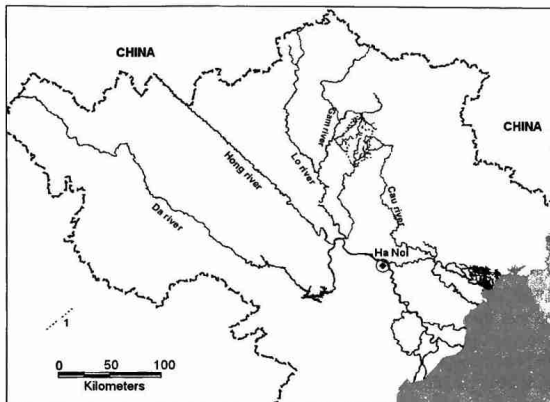 CHINA
CHINA
Gam river
Lo river
Hong river
Cau river
Da river
Ha Noi
1
0 50 100
Kilometers